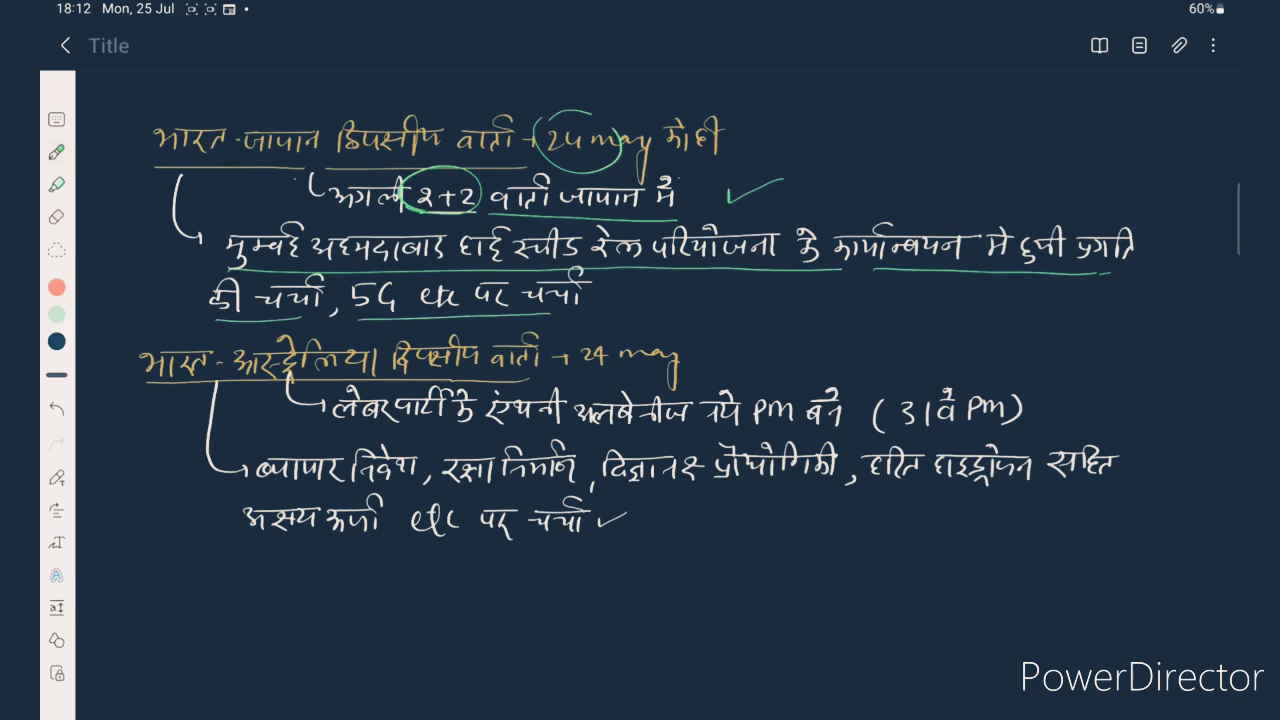 18:12 Mon, 25 Jul
60%
Title
भारत-जापान द्विपक्षीय वार्ता → 24 may को ही
अगली 2+2 वार्ता जापान में
मुम्बई अहमदाबाद हाई स्पीड रेल परियोजना के कार्यान्वयन मे हुयी प्रगति
की चर्चा, 5G etc पर चर्चा
भारत-आस्ट्रेलिया द्विपक्षीय वार्ता → 24 may
लेबर पार्टी के एंथनी अलबेनीज नये PM बने (31वें PM)
व्यापार निवेश, रक्षा निर्माण, विज्ञान & प्रौद्योगिकी, हरित हाइड्रोजन सहित
अक्षय ऊर्जा etc पर चर्चा
PowerDirector